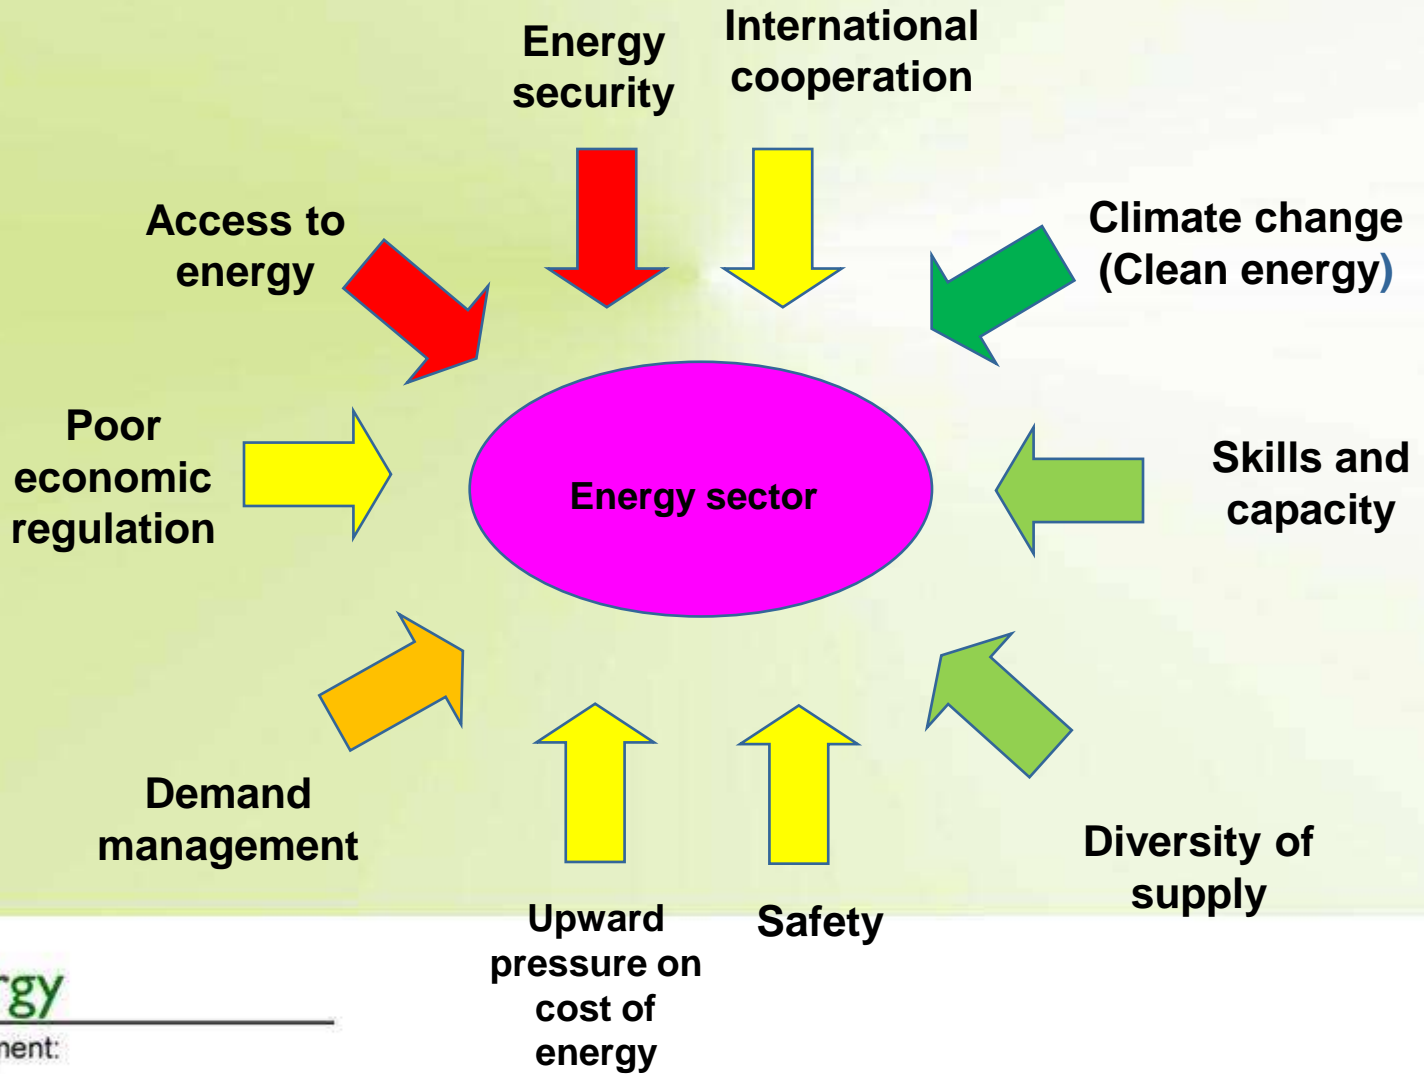 Energy
security
International
cooperation
Access to
energy
Climate change
(Clean energy)
Poor
economic
regulation
Energy sector
Skills and
capacity
Demand
management
Diversity of
supply
Upward
pressure on
cost of
energy
Safety
rgy
ment: